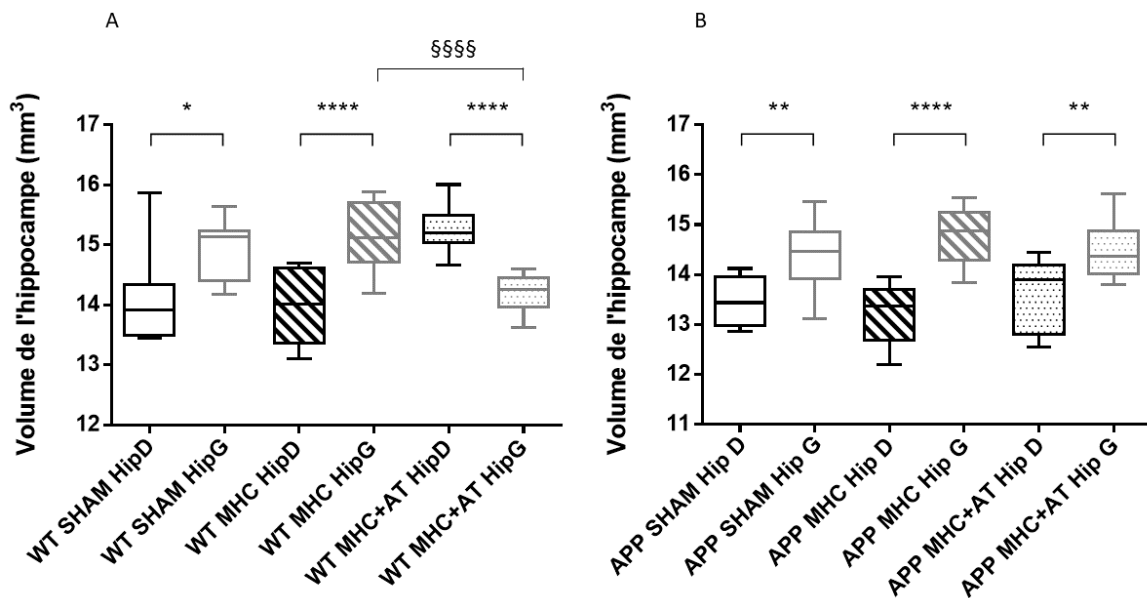 A
§§§§
* **** ****
Volume de l'hippocampe (mm³)
17
16
15
14
13
12
WT SHAM HipD
WT SHAM HipG
WT MHC HipD
WT MHC HipG
WT MHC+AT HipD
WT MHC+AT HipG
B
** **** **
Volume de l'hippocampe (mm³)
17
16
15
14
13
12
11
APP SHAM Hip D
APP SHAM Hip G
APP MHC Hip D
APP MHC Hip G
APP MHC+AT Hip D
APP MHC+AT Hip G